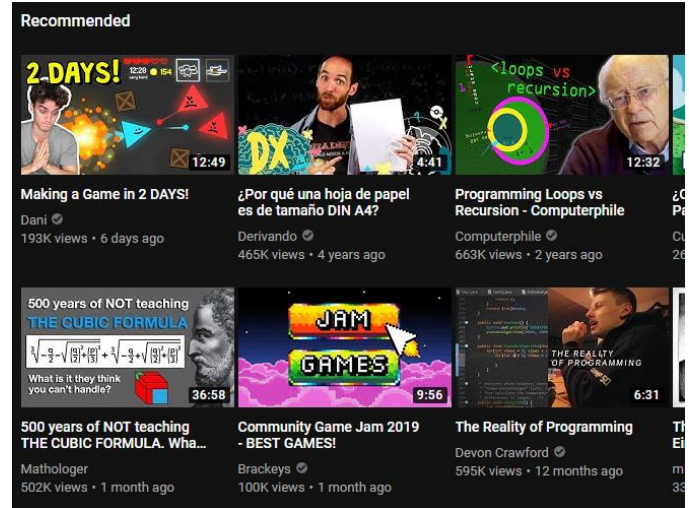 Recommended
2 DAYS!
12:28
154
12:49
DX
4:41
<loops vs
recursion>
12:32
Making a Game in 2 DAYS!
Dani
193K views • 6 days ago
¿Por qué una hoja de papel
es de tamaño DIN A4?
Derivando
465K views • 4 years ago
Programming Loops vs
Recursion - Computerphile
Computerphile
663K views • 2 years ago
500 years of NOT teaching
THE CUBIC FORMULA
What is it they think
you can't handle?
36:58
JAM
GAMES
9:56
THE REALITY
OF PROGRAMMING
6:31
500 years of NOT teaching
THE CUBIC FORMULA. Wha...
Mathologer
502K views • 1 month ago
Community Game Jam 2019
- BEST GAMES!
Brackeys
100K views • 1 month ago
The Reality of Programming
Devon Crawford
595K views • 12 months ago